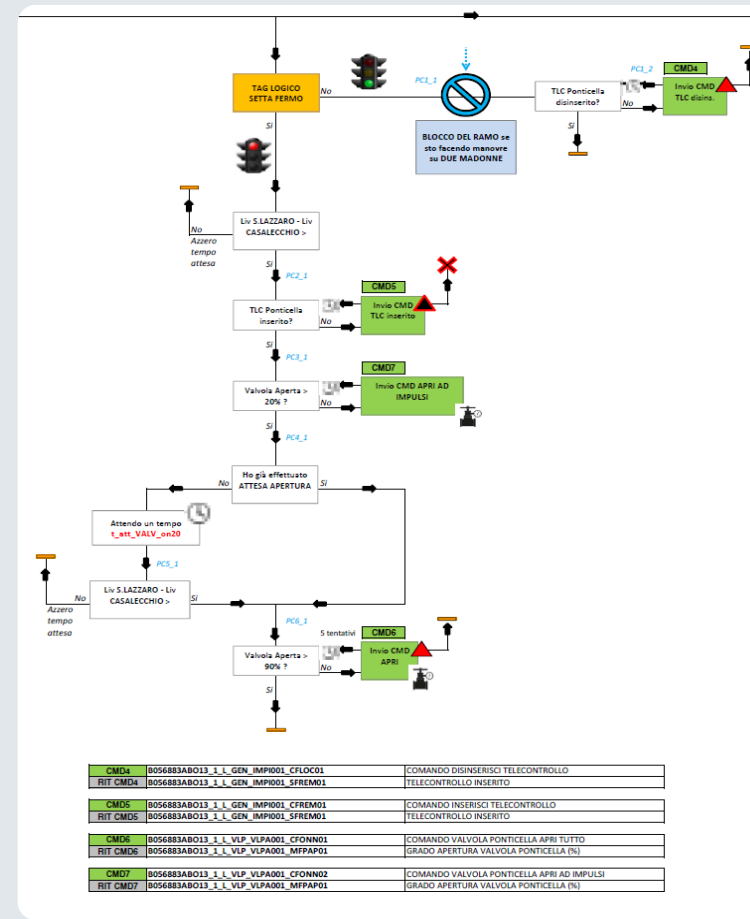 PC1_1
PC1_2
CMD4
TAG LOGICO
SETTA FERMO
No
TLC Ponticella
disinserito?
No
Invio CMD
TLC disins.
Si
Si
BLOCCO DEL RAMO se
sto facendo manovre
su DUE MADONNE
Liv S.LAZZARO - Liv
CASALECCHIO >
No
Azzero
tempo
attesa
Si
PC2_1
CMD5
TLC Ponticella
inserito?
No
Invio CMD
TLC inserito
Si
PC3_1
CMD7
Valvola Aperta >
20% ?
No
Invio CMD APRI AD
IMPULSI
Si
PC4_1
Ho già effettuato
ATTESA APERTURA
No
Si
Attendo un tempo
t_att_VALV_on20
PC5_1
Liv S.LAZZARO - Liv
CASALECCHIO >
No
Si
Azzero
tempo
attesa
PC6_1
5 tentativi
CMD6
Valvola Aperta >
90% ?
No
Invio CMD
APRI
Si
CMD4 B056883ABO13_1_L_GEN_IMPI001_CFLOC01 COMANDO DISINSERISCI TELECONTROLLO
RIT CMD4 B056883ABO13_1_L_GEN_IMPI001_SFREM01 TELECONTROLLO INSERITO
CMD5 B056883ABO13_1_L_GEN_IMPI001_CFREM01 COMANDO INSERISCI TELECONTROLLO
RIT CMD5 B056883ABO13_1_L_GEN_IMPI001_SFREM01 TELECONTROLLO INSERITO
CMD6 B056883ABO13_1_L_VLP_VLPA001_CFONN01 COMANDO VALVOLA PONTICELLA APRI TUTTO
RIT CMD6 B056883ABO13_1_L_VLP_VLPA001_MFPAP01 GRADO APERTURA VALVOLA PONTICELLA (%)
CMD7 B056883ABO13_1_L_VLP_VLPA001_CFONN02 COMANDO VALVOLA PONTICELLA APRI AD IMPULSI
RIT CMD7 B056883ABO13_1_L_VLP_VLPA001_MFPAP01 GRADO APERTURA VALVOLA PONTICELLA (%)